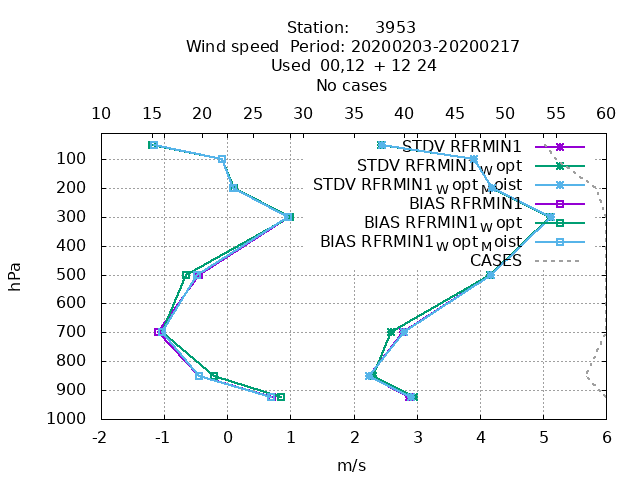 Station:     3953
Wind speed  Period: 20200203-20200217
Used  00,12  + 12 24
No cases
10 15 20 25 30 35 40 45 50 55 60
STDV RFRMIN1
100
STDV RFRMIN1_W opt
STDV RFRMIN1_W opt_M oist
200
BIAS RFRMIN1
300
BIAS RFRMIN1_W opt
BIAS RFRMIN1_W opt_M oist
400
CASES
hPa
500
600
700
800
900
1000
-2 -1 0 1 2 3 4 5 6
m/s